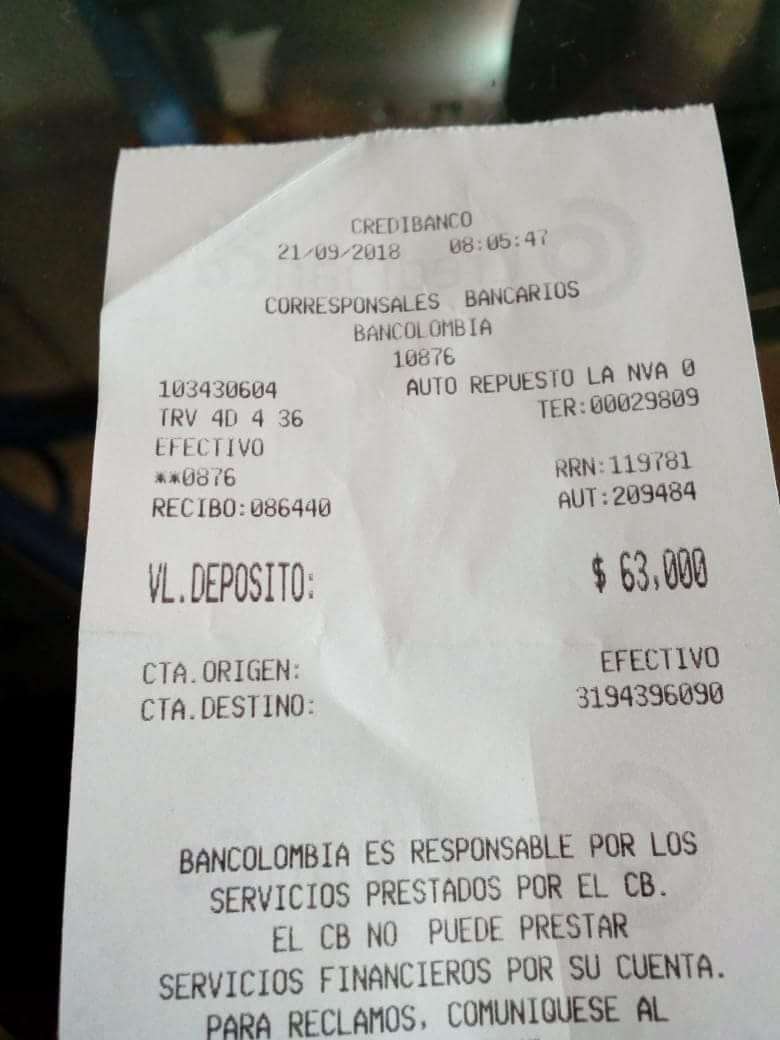 CREDIBANCO
21/09/2018 08:05:47
CORRESPONSALES BANCARIOS
BANCOLOMBIA
10876
103430604 AUTO REPUESTO LA NVA 0
TRV 4D 4 36 TER:00029809
EFECTIVO
**0876 RRN:119781
RECIBO:086440 AUT:209484
VL.DEPOSITO: $ 63,000
CTA.ORIGEN: EFECTIVO
CTA.DESTINO: 3194396090
BANCOLOMBIA ES RESPONSABLE POR LOS
SERVICIOS PRESTADOS POR EL CB.
EL CB NO PUEDE PRESTAR
SERVICIOS FINANCIEROS POR SU CUENTA.
PARA RECLAMOS, COMUNIQUESE AL